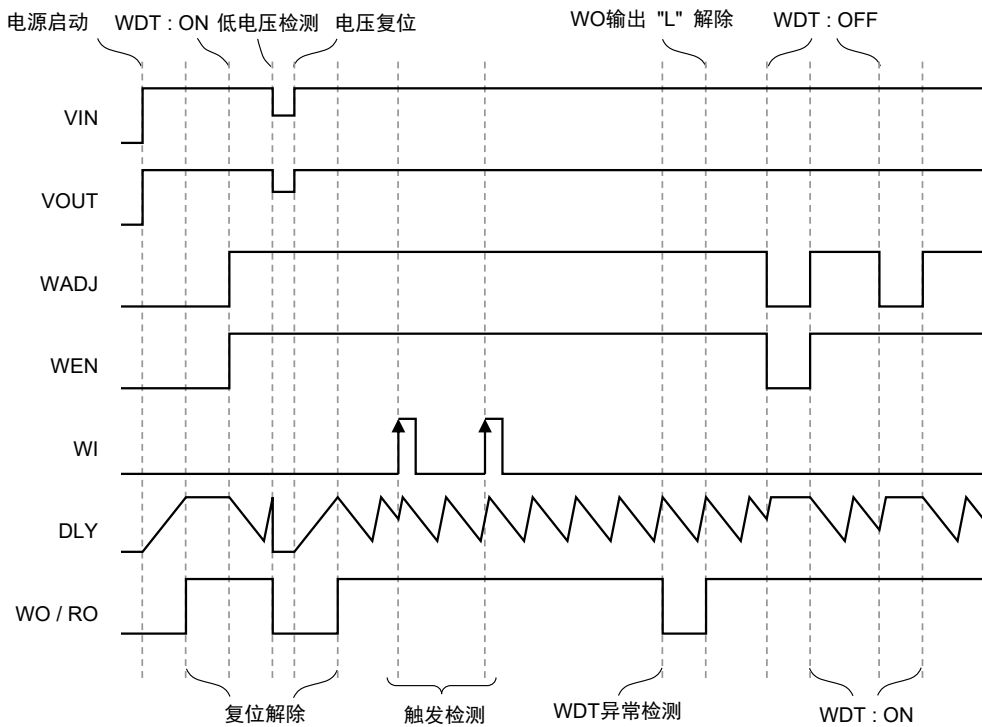 电源启动 WDT : ON 低电压检测 电压复位 WO输出 "L" 解除 WDT : OFF
VIN
VOUT
WADJ
WEN
WI
DLY
WO / RO
复位解除 触发检测 WDT异常检测 WDT : ON